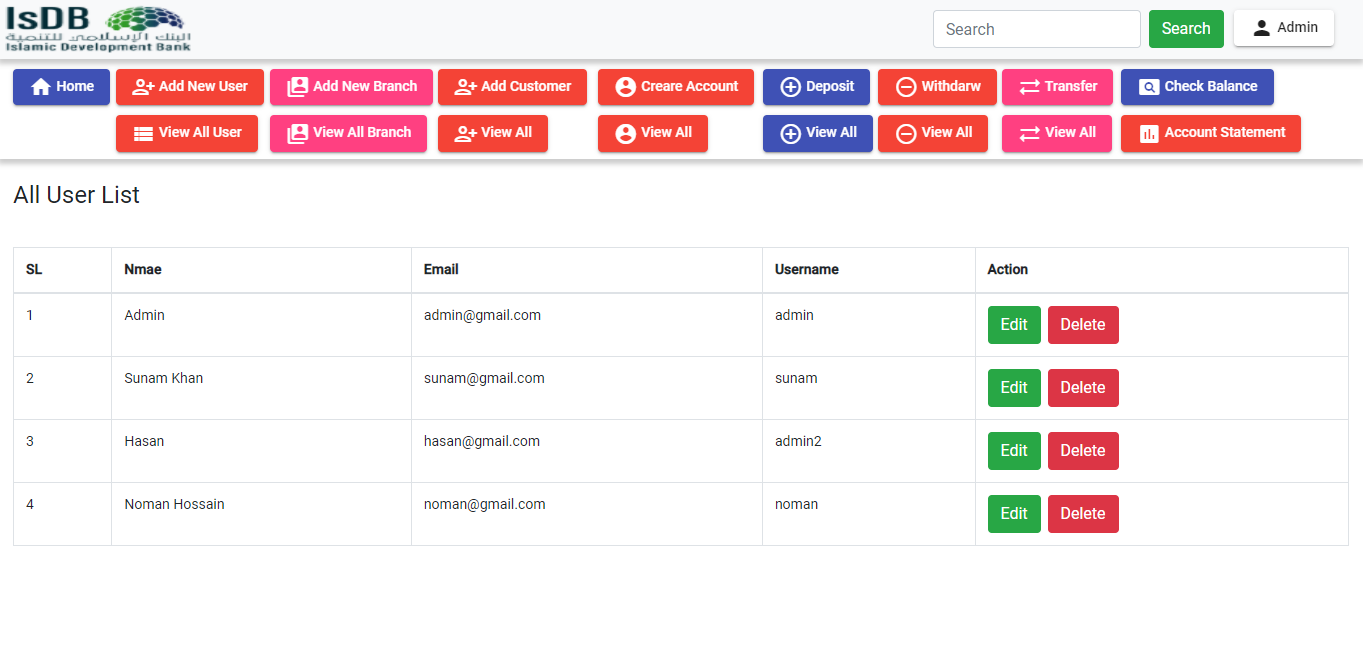 IsDB
البنك الإسلامي للتنمية
Islamic Development Bank
Search Search Admin
Home Add New User Add New Branch Add Customer Creare Account Deposit Withdarw Transfer Check Balance
View All User View All Branch View All View All View All View All View All Account Statement
All User List
SL Nmae Email Username Action
1 Admin admin@gmail.com admin Edit Delete
2 Sunam Khan sunam@gmail.com sunam Edit Delete
3 Hasan hasan@gmail.com admin2 Edit Delete
4 Noman Hossain noman@gmail.com noman Edit Delete